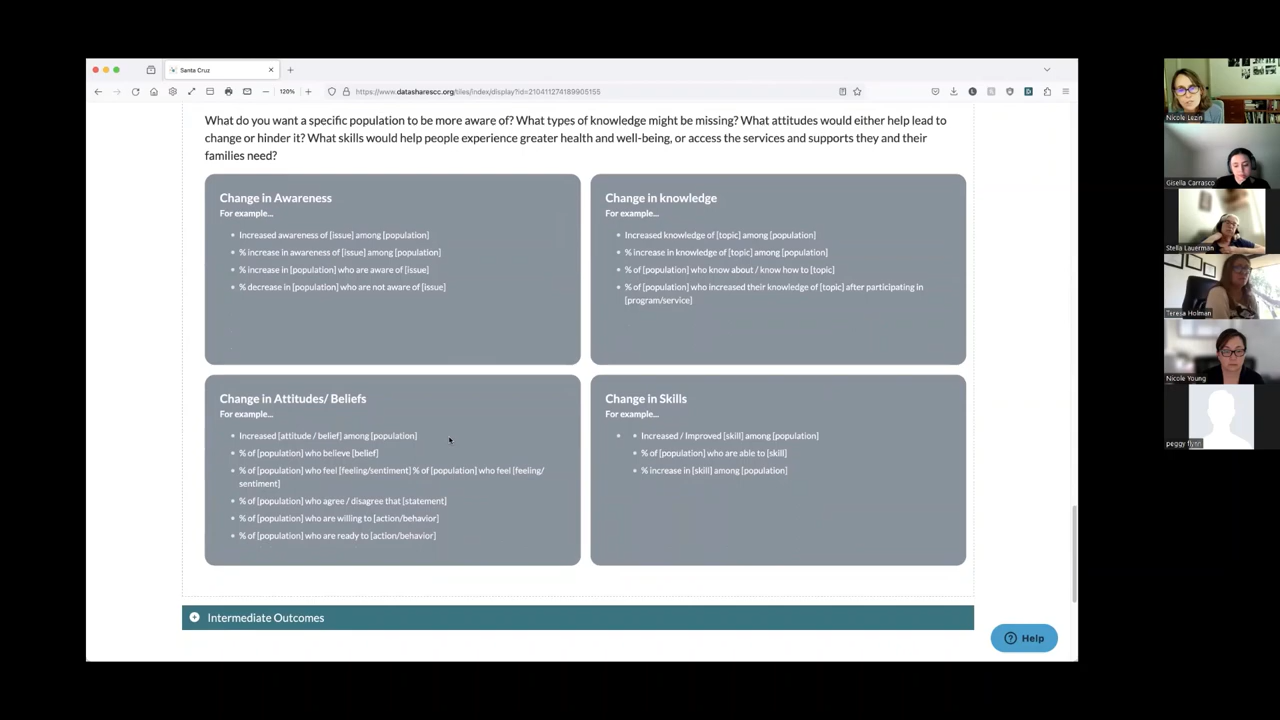 Santa Cruz
120%
https://www.datasharescc.org/tiles/index/display?id=210411274189905155
What do you want a specific population to be more aware of? What types of knowledge might be missing? What attitudes would either help lead to
change or hinder it? What skills would help people experience greater health and well-being, or access the services and supports they and their
families need?
Change in Awareness
For example...
Increased awareness of [issue] among [population]
% increase in awareness of [issue] among [population]
% increase in [population] who are aware of [issue]
% decrease in [population] who are not aware of [issue]
Change in knowledge
For example...
Increased knowledge of [topic] among [population]
% increase in knowledge of [topic] among [population]
% of [population] who know about / know how to [topic]
% of [population] who increased their knowledge of [topic] after participating in
[program/service]
Change in Attitudes/ Beliefs
For example...
Increased [attitude / belief] among [population]
% of [population] who believe [belief]
% of [population] who feel [feeling/sentiment] % of [population] who feel [feeling/
sentiment]
% of [population] who agree / disagree that [statement]
% of [population] who are willing to [action/behavior]
% of [population] who are ready to [action/behavior]
Change in Skills
For example...
Increased / Improved [skill] among [population]
% of [population] who are able to [skill]
% increase in [skill] among [population]
Intermediate Outcomes
Help
Nicole Lezin
Gisella Carrasco
Stella Lauerman
Teresa Holman
Nicole Young
peggy flynn